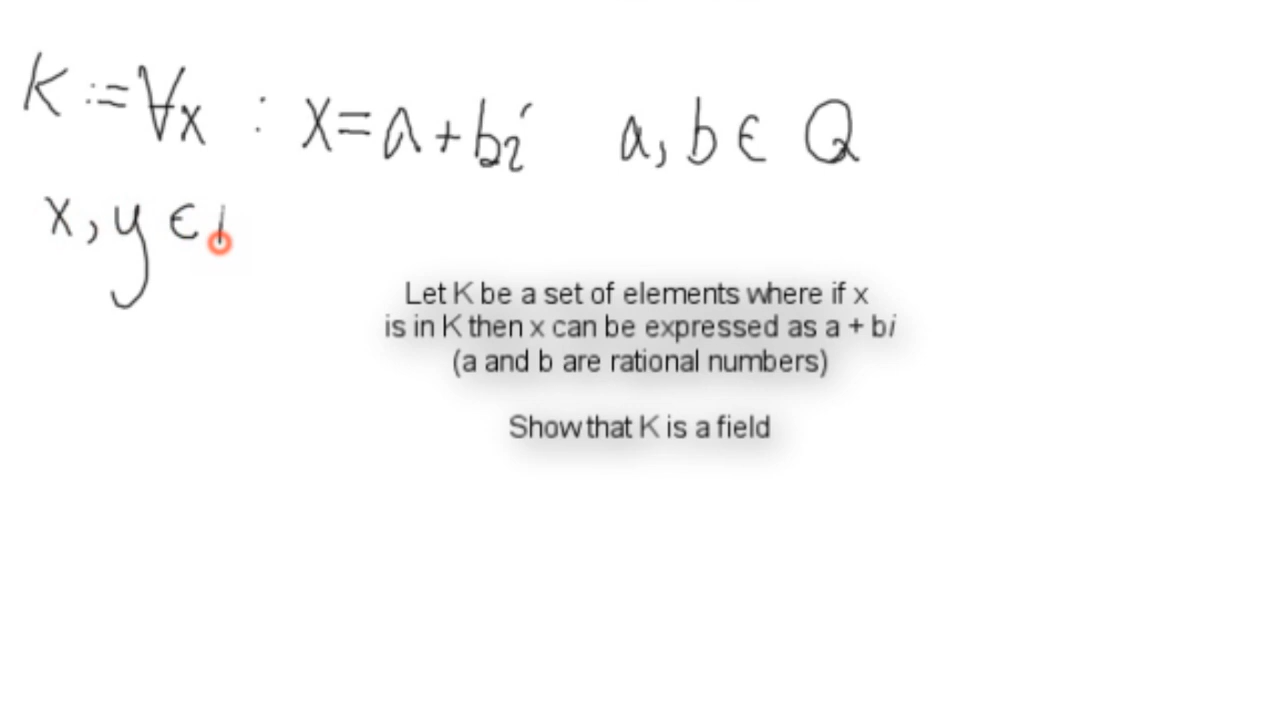 K := ∀x : x = a + bi a, b ∈ Q
x, y ∈
Let K be a set of elements where if x
is in K then x can be expressed as a + bi
(a and b are rational numbers)
Show that K is a field